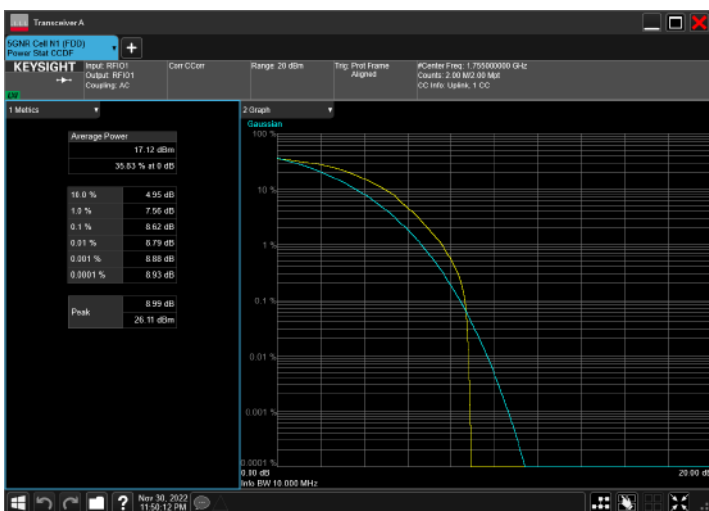 Transceiver A
5GNR Cell N1 (FDD)
Power Stat CCDF
KEYSIGHT
Input: RFIO1
Output: RFIO1
Coupling: AC
Corr CCorr
Range: 20 dBm
Trig: Prot Frame
Aligned
#Center Freq: 1.755000000 GHz
Counts: 2.00 M/2.00 Mpt
CC Info: Uplink, 1 CC
1 Metrics
Average Power
17.12 dBm
35.83 % at 0 dB
10.0 % 4.95 dB
1.0 % 7.56 dB
0.1 % 8.62 dB
0.01 % 8.79 dB
0.001 % 8.88 dB
0.0001 % 8.93 dB
Peak
8.99 dB
26.11 dBm
2 Graph
Gaussian
100 %
10 %
1 %
0.1 %
0.01 %
0.001 %
0.0001 %
0.00 dB
20.00 dB
Info BW 10.000 MHz
Nov 30, 2022
11:50:12 PM